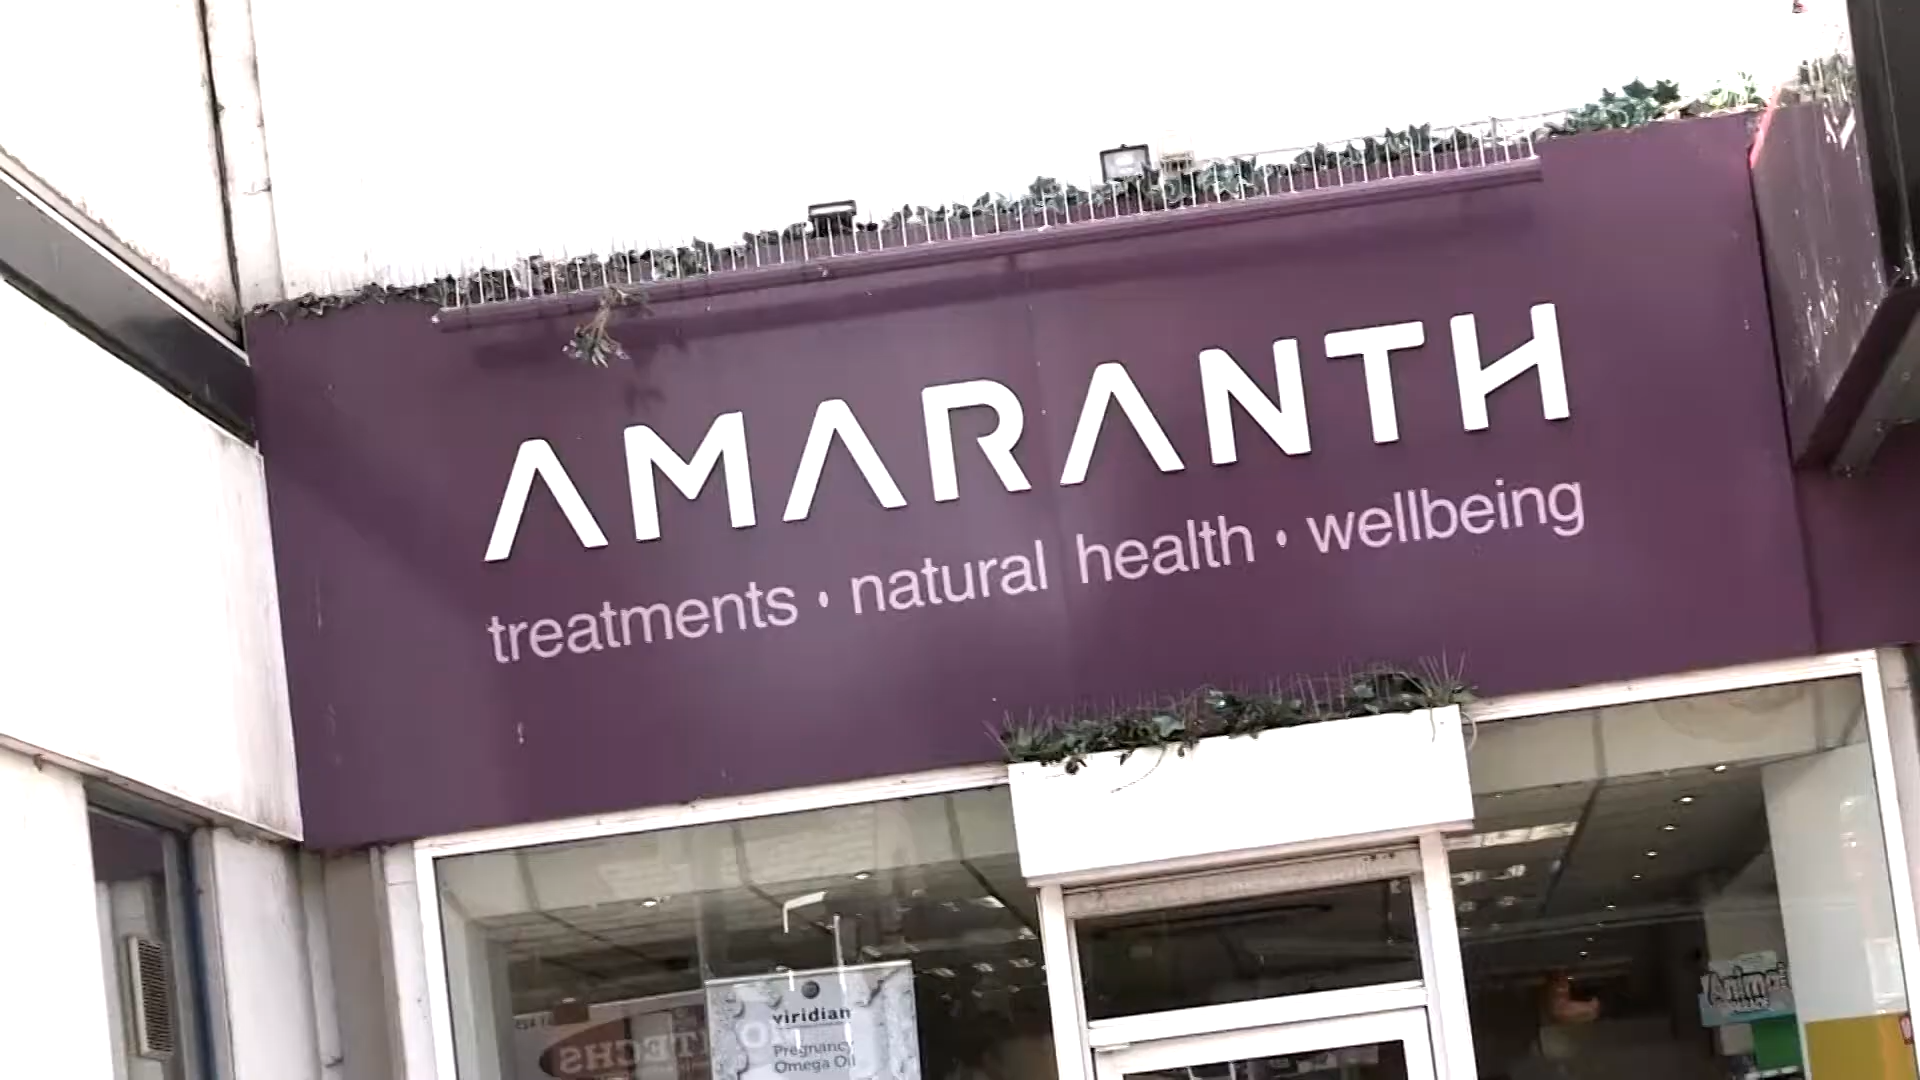 AMARANTH
treatments • natural health • wellbeing
viridian
Pregnancy
Omega Oil